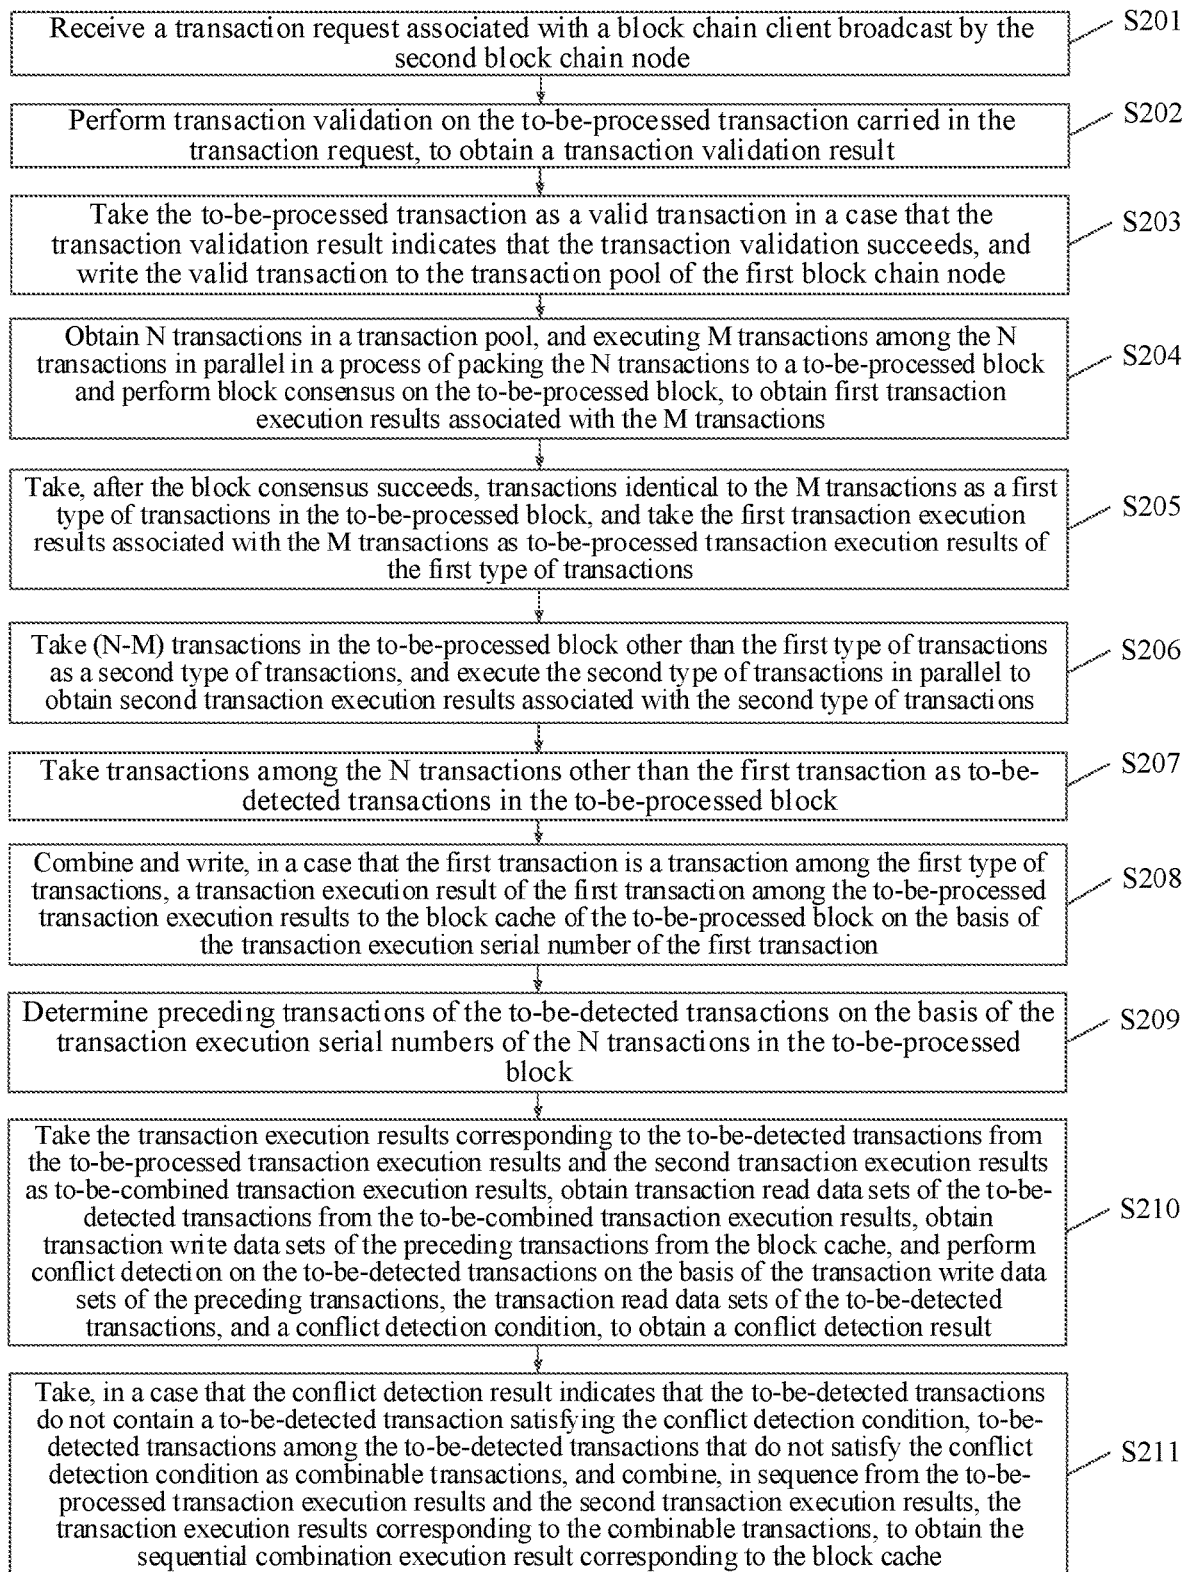 Receive a transaction request associated with a block chain client broadcast by the
second block chain node
S201
Perform transaction validation on the to-be-processed transaction carried in the
transaction request, to obtain a transaction validation result
S202
Take the to-be-processed transaction as a valid transaction in a case that the
transaction validation result indicates that the transaction validation succeeds, and
write the valid transaction to the transaction pool of the first block chain node
S203
Obtain N transactions in a transaction pool, and executing M transactions among the N
transactions in parallel in a process of packing the N transactions to a to-be-processed block
and perform block consensus on the to-be-processed block, to obtain first transaction
execution results associated with the M transactions
S204
Take, after the block consensus succeeds, transactions identical to the M transactions as a first
type of transactions in the to-be-processed block, and take the first transaction execution
results associated with the M transactions as to-be-processed transaction execution results of
the first type of transactions
S205
Take (N-M) transactions in the to-be-processed block other than the first type of transactions
as a second type of transactions, and execute the second type of transactions in parallel to
obtain second transaction execution results associated with the second type of transactions
S206
Take transactions among the N transactions other than the first transaction as to-be-
detected transactions in the to-be-processed block
S207
Combine and write, in a case that the first transaction is a transaction among the first type of
transactions, a transaction execution result of the first transaction among the to-be-processed
transaction execution results to the block cache of the to-be-processed block on the basis of
the transaction execution serial number of the first transaction
S208
Determine preceding transactions of the to-be-detected transactions on the basis of the
transaction execution serial numbers of the N transactions in the to-be-processed
block
S209
Take the transaction execution results corresponding to the to-be-detected transactions from
the to-be-processed transaction execution results and the second transaction execution results
as to-be-combined transaction execution results, obtain transaction read data sets of the to-be-
detected transactions from the to-be-combined transaction execution results, obtain
transaction write data sets of the preceding transactions from the block cache, and perform
conflict detection on the to-be-detected transactions on the basis of the transaction write data
sets of the preceding transactions, the transaction read data sets of the to-be-detected
transactions, and a conflict detection condition, to obtain a conflict detection result
S210
Take, in a case that the conflict detection result indicates that the to-be-detected transactions
do not contain a to-be-detected transaction satisfying the conflict detection condition, to-be-
detected transactions among the to-be-detected transactions that do not satisfy the conflict
detection condition as combinable transactions, and combine, in sequence from the to-be-
processed transaction execution results and the second transaction execution results, the
transaction execution results corresponding to the combinable transactions, to obtain the
sequential combination execution result corresponding to the block cache
S211